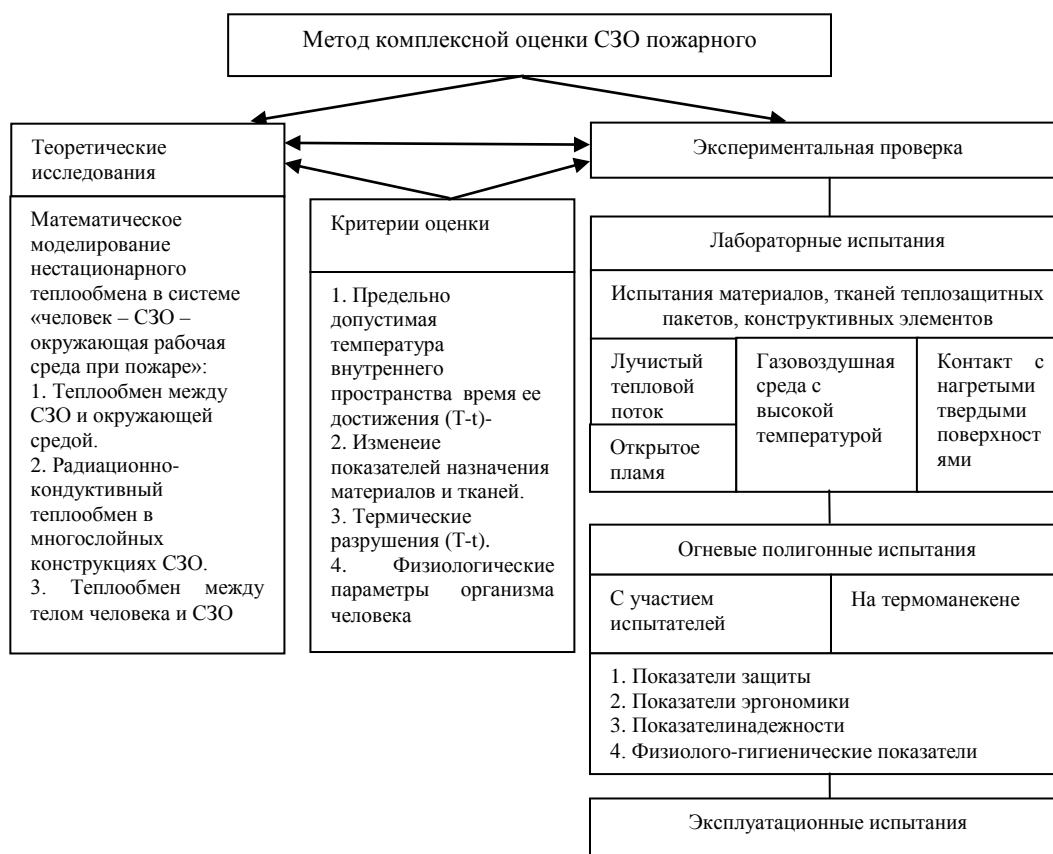 Метод комплексной оценки СЗО пожарного
Теоретические
исследования
Математическое
моделирование
нестационарного
теплообмена в системе
«человек – СЗО –
окружающая рабочая
среда при пожаре»:
1. Теплообмен между
СЗО и окружающей
средой.
2. Радиационно-
кондуктивный
теплообмен в
многослойных
конструкциях СЗО.
3. Теплообмен между
телом человека и СЗО
Критерии оценки
1. Предельно
допустимая
температура
внутреннего
пространства время ее
достижения (T-t)-
2. Изменеие
показателей назначения
материалов и тканей.
3. Термические
разрушения (T-t).
4. Физиологические
параметры организма
человека
Экспериментальная проверка
Лабораторные испытания
Испытания материалов, тканей теплозащитных
пакетов, конструктивных элементов
Лучистый
тепловой
поток
Открытое
пламя
Газовоздушная
среда с
высокой
температурой
Контакт с
нагретыми
твердыми
поверхност
ями
Огневые полигонные испытания
С участием
испытателей
На термоманекене
1. Показатели защиты
2. Показатели эргономики
3. Показателинадежности
4. Физиолого-гигиенические показатели
Эксплуатационные испытания